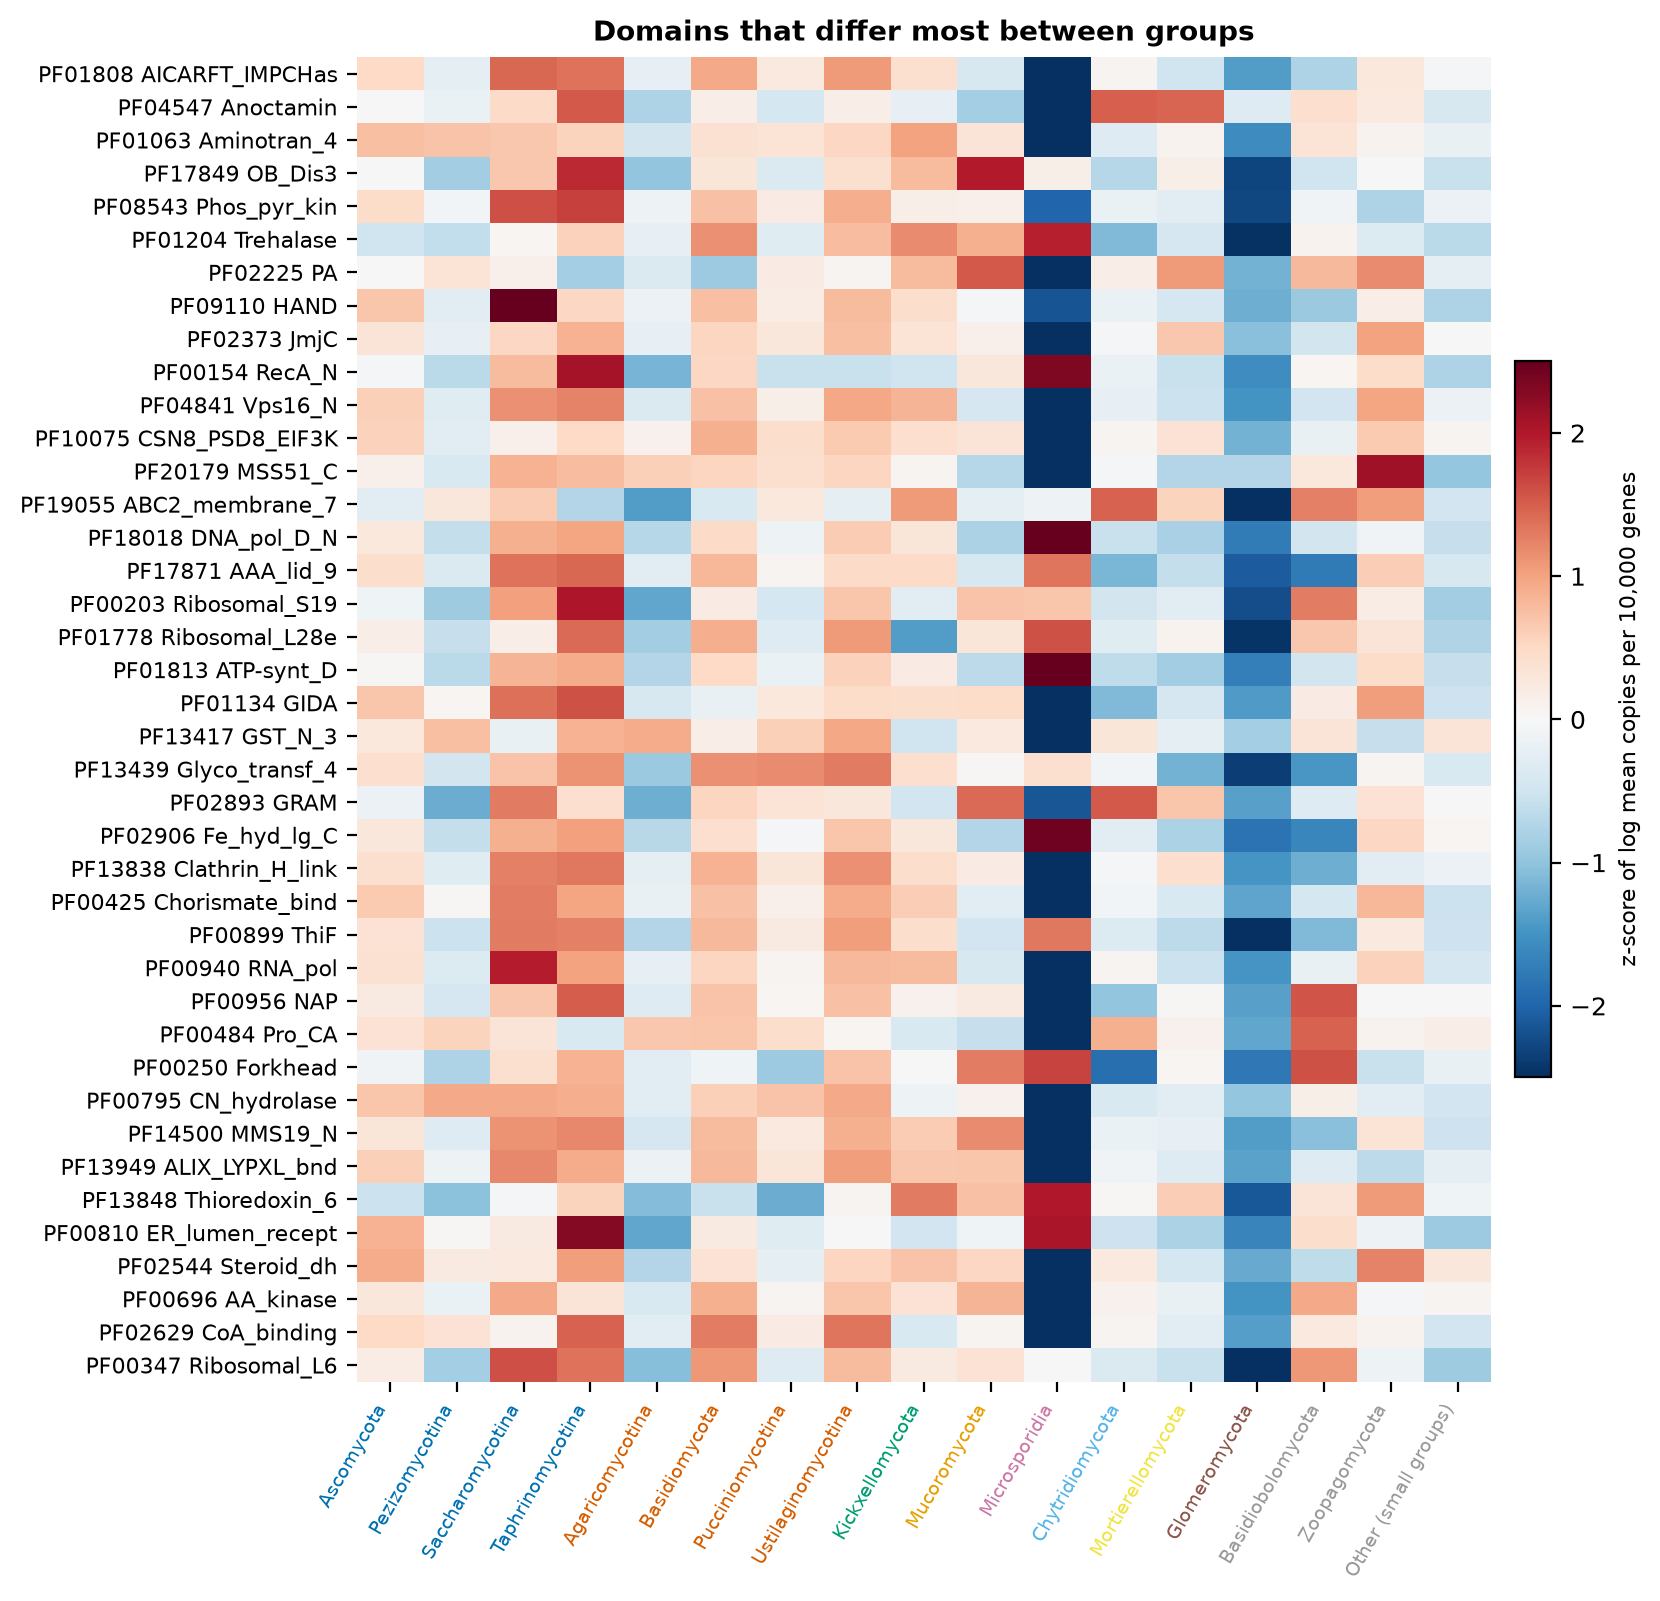 Domains that differ most between groups
PF01808 AICARFT_IMPCHas
PF04547 Anoctamin
PF01063 Aminotran_4
PF17849 OB_Dis3
PF08543 Phos_pyr_kin
PF01204 Trehalase
PF02225 PA
PF09110 HAND
PF02373 JmjC
PF00154 RecA_N
PF04841 Vps16_N
PF10075 CSN8_PSD8_EIF3K
PF20179 MSS51_C
PF19055 ABC2_membrane_7
PF18018 DNA_pol_D_N
PF17871 AAA_lid_9
PF00203 Ribosomal_S19
PF01778 Ribosomal_L28e
PF01813 ATP-synt_D
PF01134 GIDA
PF13417 GST_N_3
PF13439 Glyco_transf_4
PF02893 GRAM
PF02906 Fe_hyd_lg_C
PF13838 Clathrin_H_link
PF00425 Chorismate_bind
PF00899 ThiF
PF00940 RNA_pol
PF00956 NAP
PF00484 Pro_CA
PF00250 Forkhead
PF00795 CN_hydrolase
PF14500 MMS19_N
PF13949 ALIX_LYPXL_bnd
PF13848 Thioredoxin_6
PF00810 ER_lumen_recept
PF02544 Steroid_dh
PF00696 AA_kinase
PF02629 CoA_binding
PF00347 Ribosomal_L6
Ascomycota
Pezizomycotina
Saccharomycotina
Taphrinomycotina
Agaricomycotina
Basdiomycota
Pucciniomycotina
Ustilaginomycotina
Kickxellomycota
Mucoromycota
Microsporidia
Chytridiomycota
Mortierellomycota
Glomeromycota
Basidiobolomycota
Zoopagomycota
Other (small groups)
2
1
0
−1
−2
z-score of log mean copies per 10,000 genes